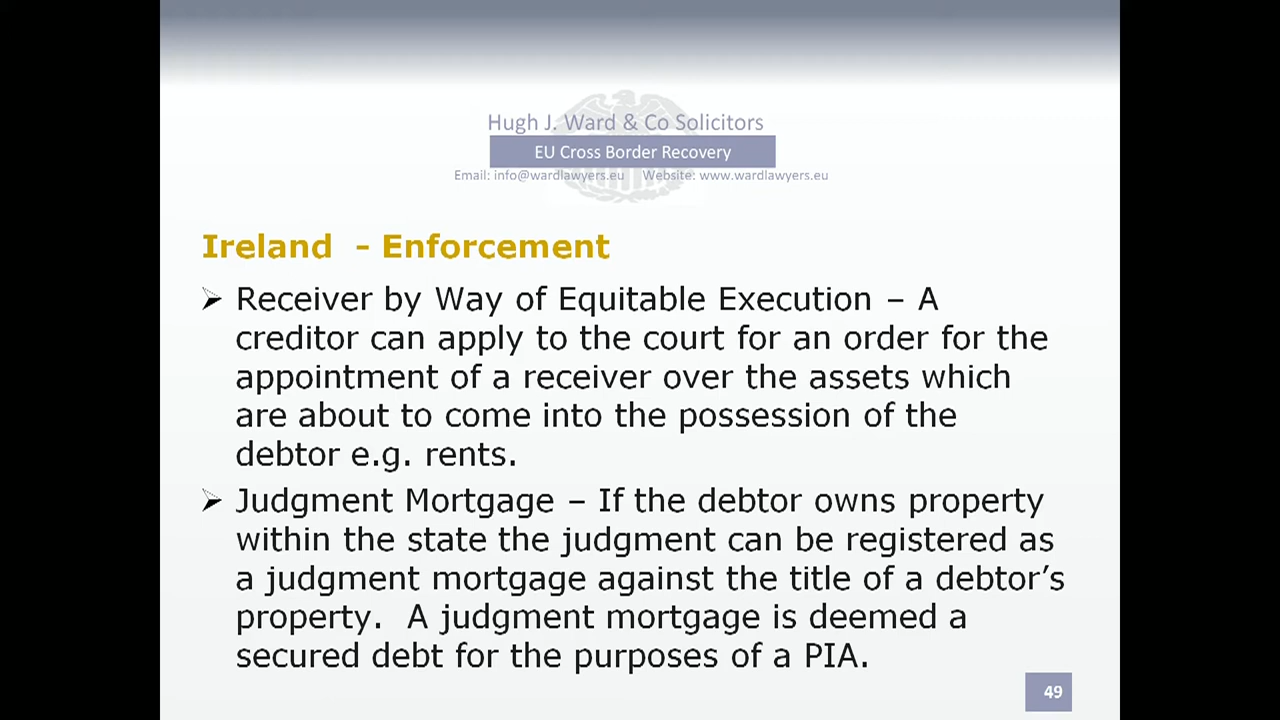 Hugh J. Ward & Co Solicitors
EU Cross Border Recovery
Email: info@wardlawyers.eu Website: www.wardlawyers.eu
Ireland - Enforcement
➢ Receiver by Way of Equitable Execution – A
creditor can apply to the court for an order for the
appointment of a receiver over the assets which
are about to come into the possession of the
debtor e.g. rents.
➢ Judgment Mortgage – If the debtor owns property
within the state the judgment can be registered as
a judgment mortgage against the title of a debtor’s
property. A judgment mortgage is deemed a
secured debt for the purposes of a PIA.
49